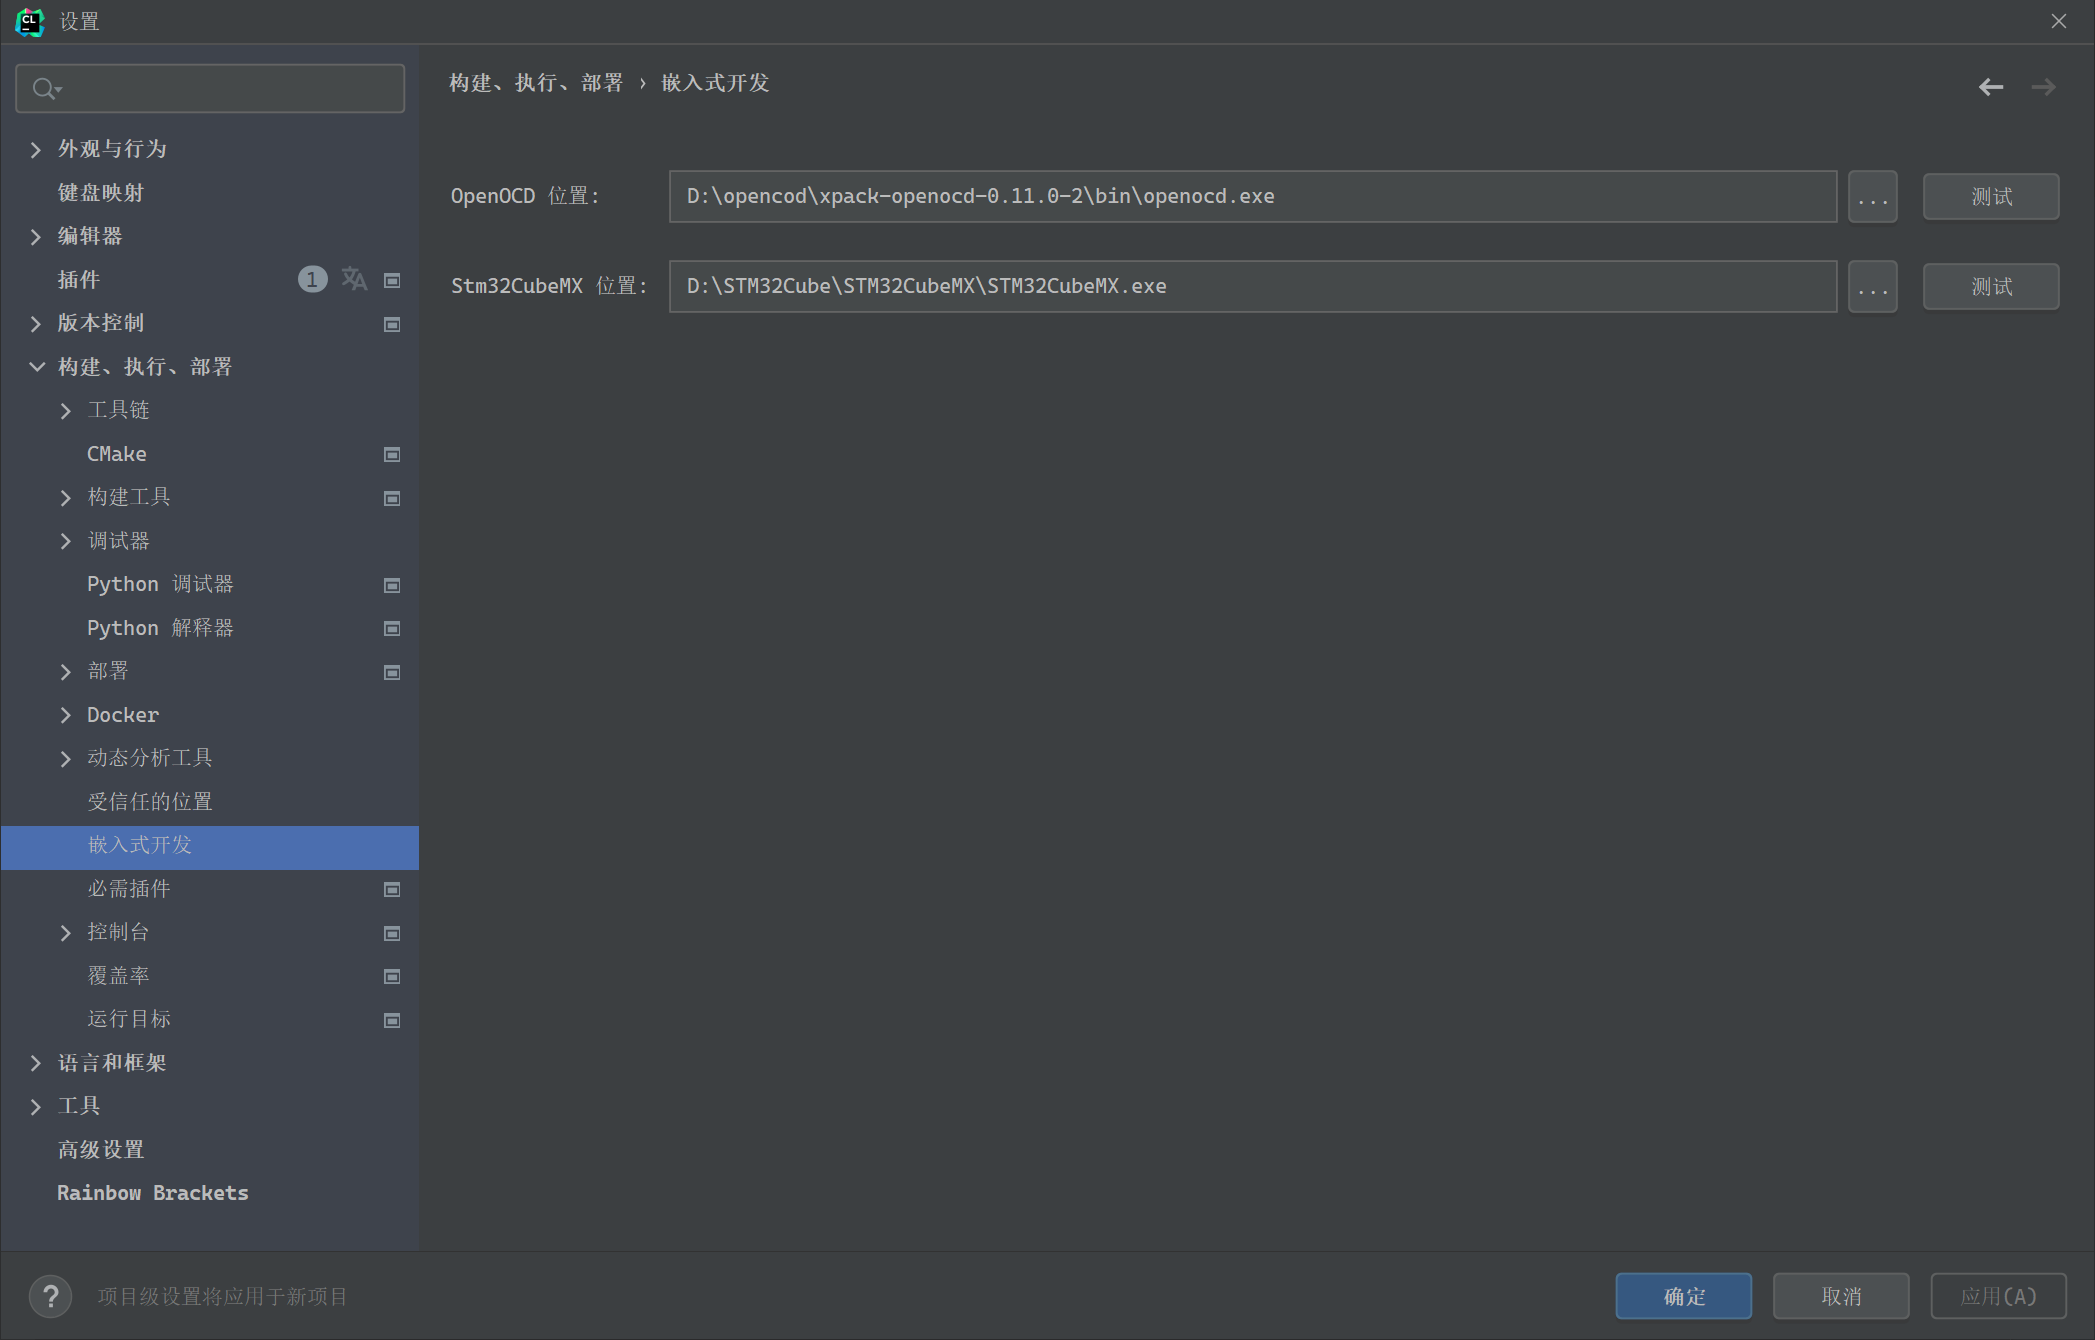 CL 设置
外观与行为
键盘映射
编辑器
插件 1
版本控制
构建、执行、部署
工具链
CMake
构建工具
调试器
Python 调试器
Python 解释器
部署
Docker
动态分析工具
受信任的位置
嵌入式开发
必需插件
控制台
覆盖率
运行目标
语言和框架
工具
高级设置
Rainbow Brackets
构建、执行、部署 › 嵌入式开发
OpenOCD 位置: D:\opencod\xpack-openocd-0.11.0-2\bin\openocd.exe ... 测试
Stm32CubeMX 位置: D:\STM32Cube\STM32CubeMX\STM32CubeMX.exe ... 测试
? 项目级设置将应用于新项目
确定 取消 应用(A)